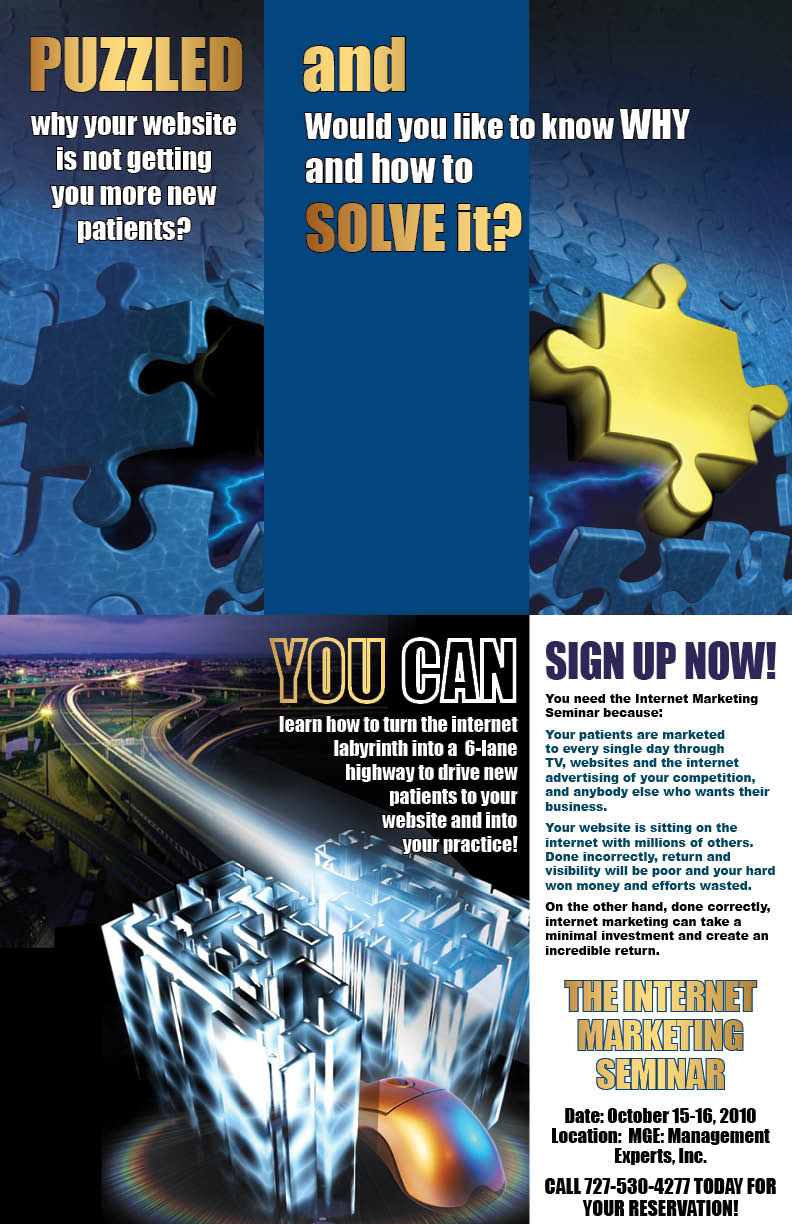 PUZZLED
why your website
is not getting
you more new
patients?
and
Would you like to know WHY
and how to
SOLVE it?
YOU CAN
learn how to turn the internet
labyrinth into a 6-lane
highway to drive new
patients to your
website and into
your practice!
SIGN UP NOW!
You need the Internet Marketing
Seminar because:
Your patients are marketed
to every single day through
TV, websites and the internet
advertising of your competition,
and anybody else who wants their
business.
Your website is sitting on the
internet with millions of others.
Done incorrectly, return and
visibility will be poor and your hard
won money and efforts wasted.
On the other hand, done correctly,
internet marketing can take a
minimal investment and create an
incredible return.
THE INTERNET
MARKETING
SEMINAR
Date: October 15-16, 2010
Location: MGE: Management
Experts, Inc.
CALL 727-530-4277 TODAY FOR
YOUR RESERVATION!